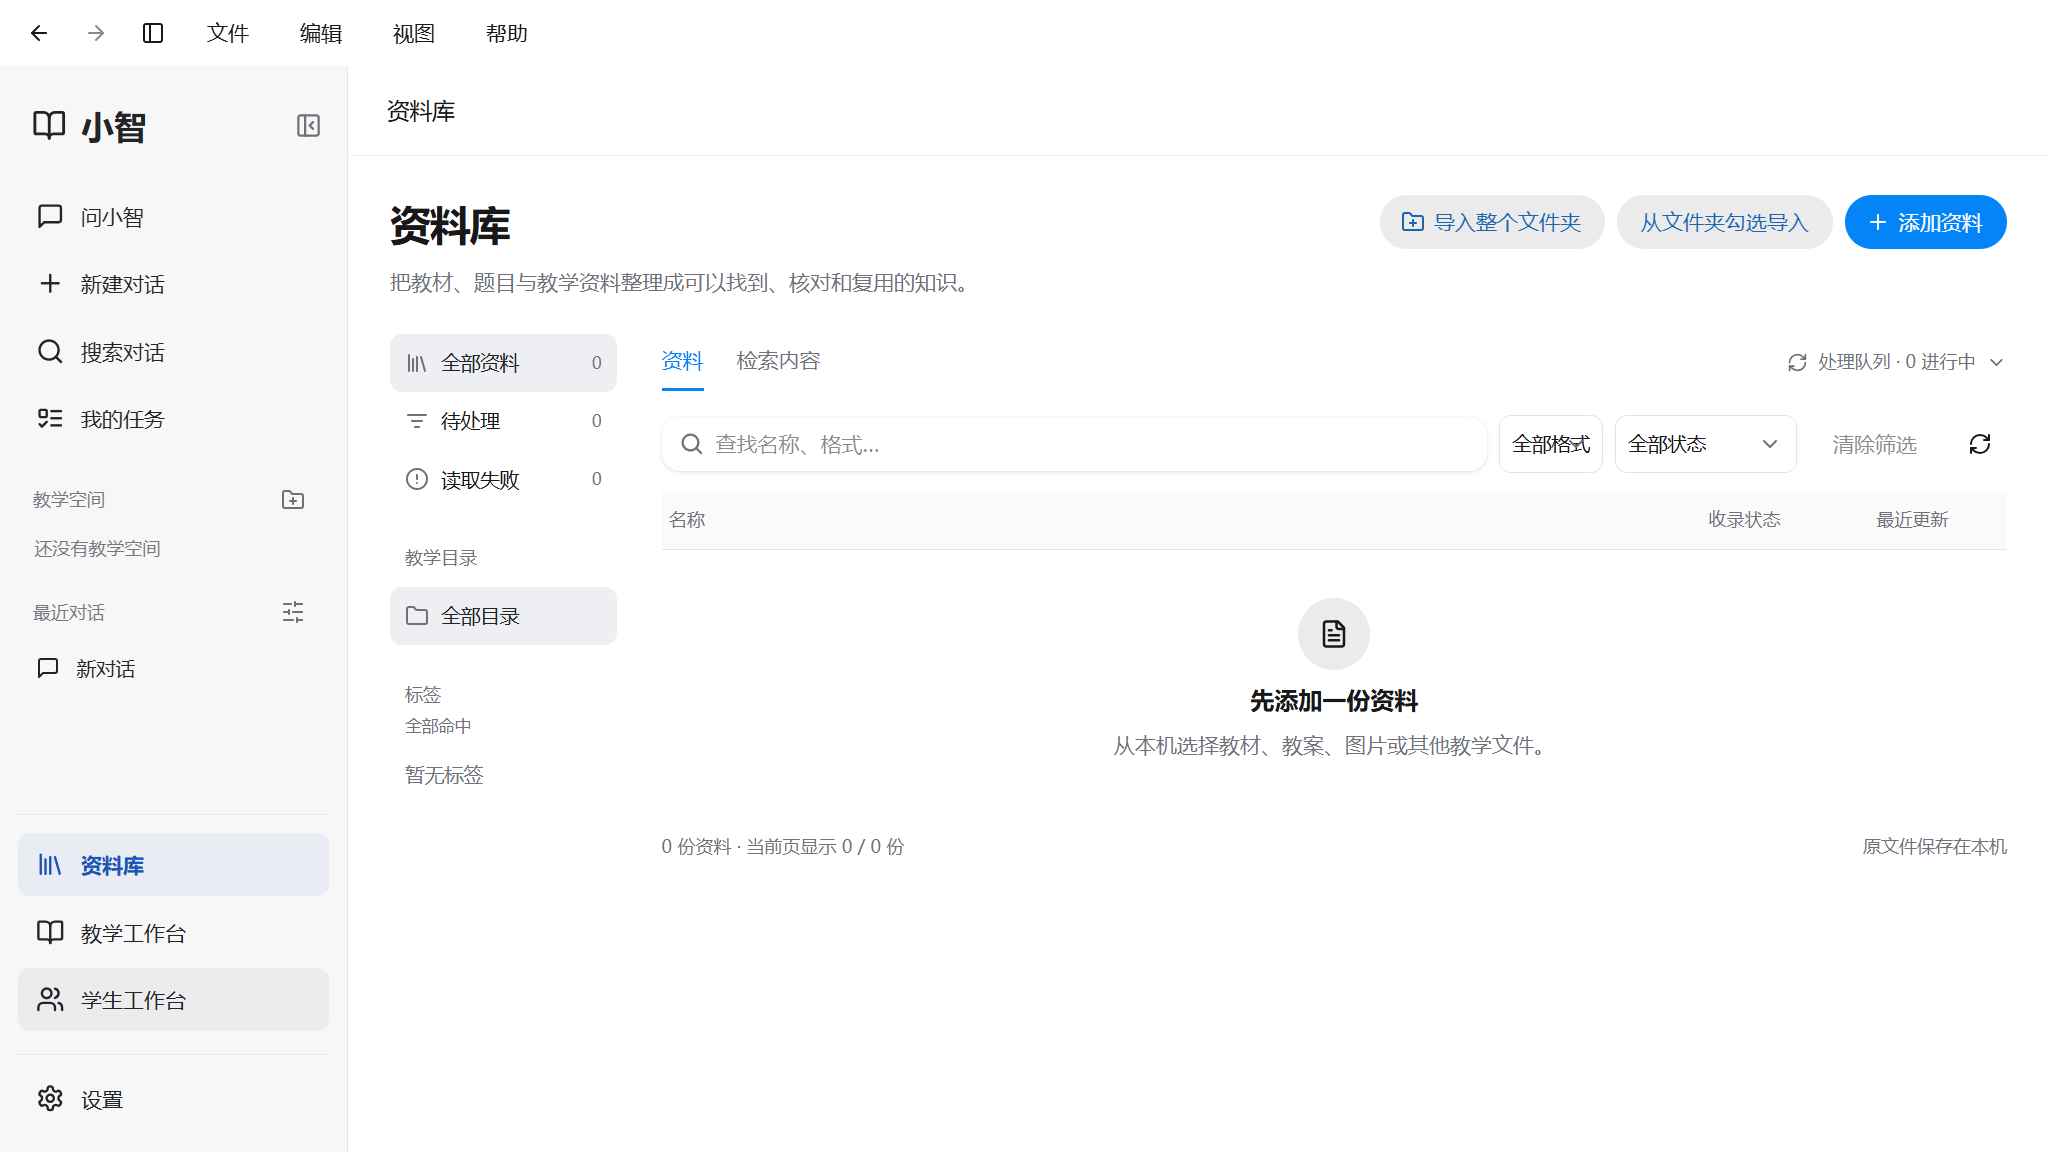 文件 编辑 视图 帮助
小智
问小智
新建对话
搜索对话
我的任务
教学空间
还没有教学空间
最近对话
新对话
资料库
教学工作台
学生工作台
设置
资料库
资料库
把教材、题目与教学资料整理成可以找到、核对和复用的知识。
导入整个文件夹
从文件夹勾选导入
添加资料
全部资料 0
待处理 0
读取失败 0
教学目录
全部目录
标签
全部命中
暂无标签
资料 检索内容
处理队列 · 0 进行中
查找名称、格式...
全部格式
全部状态
清除筛选
名称 收录状态 最近更新
先添加一份资料
从本机选择教材、教案、图片或其他教学文件。
0 份资料 · 当前页显示 0 / 0 份
原文件保存在本机